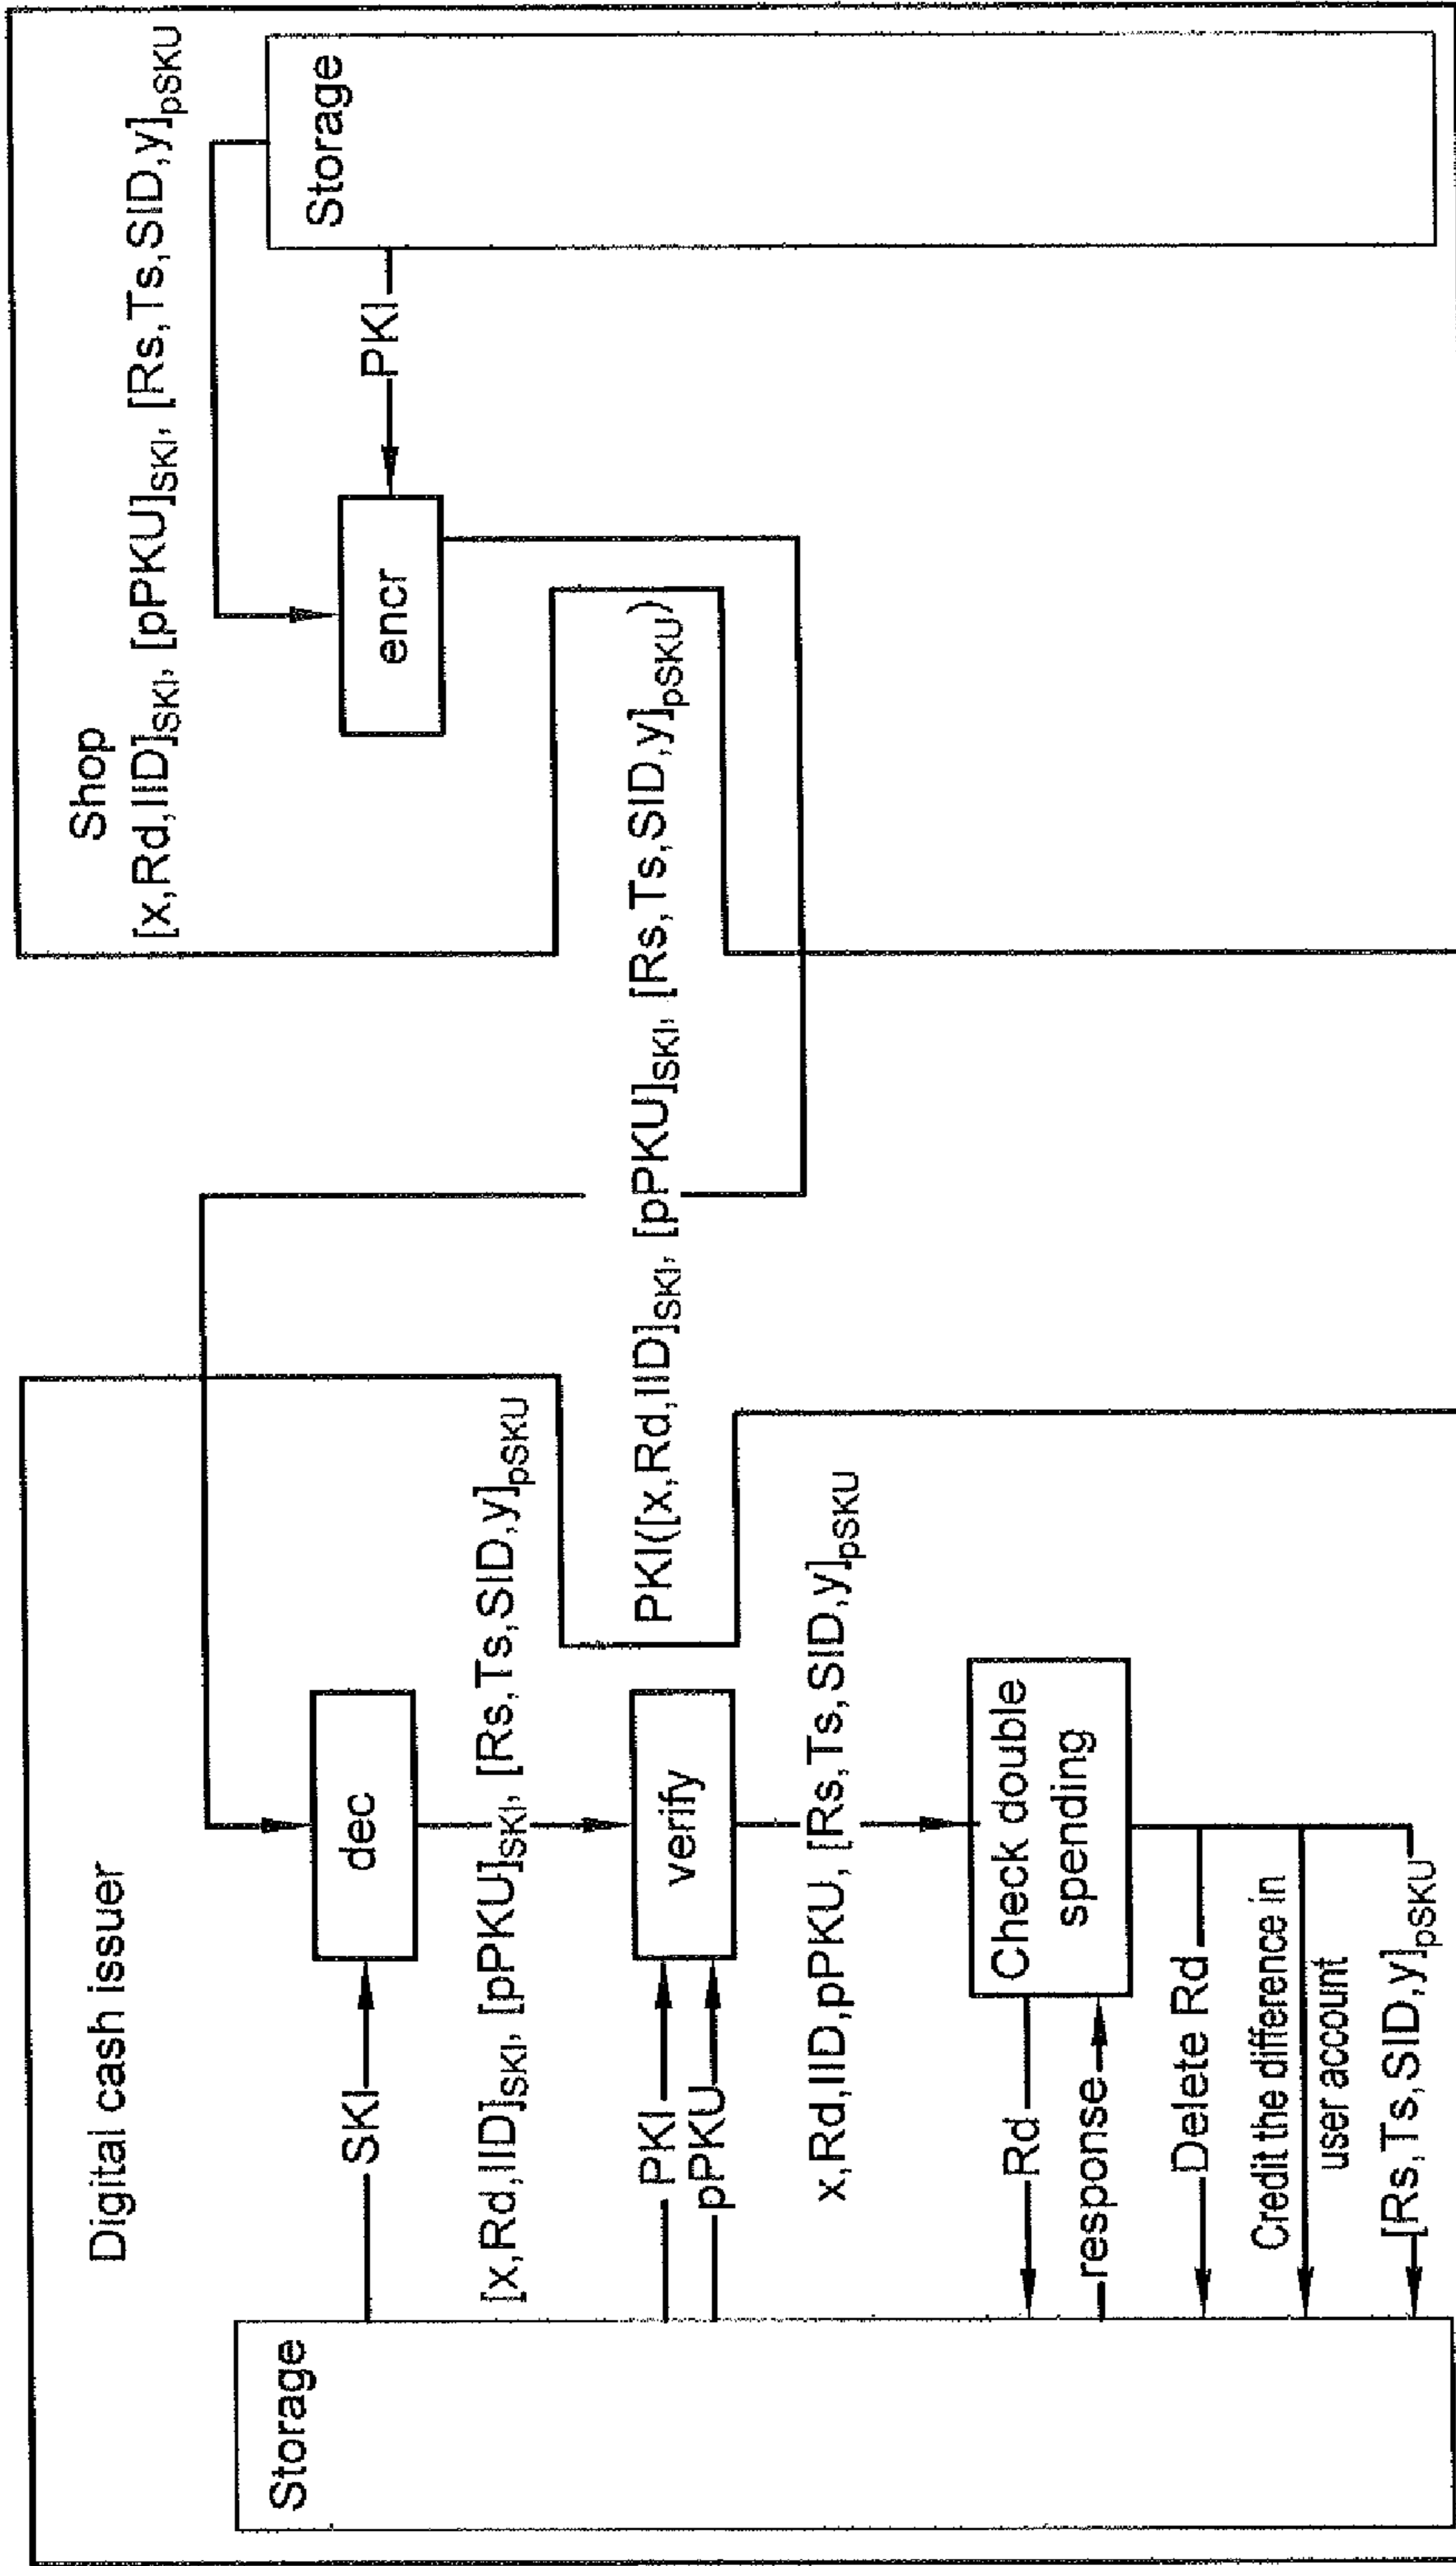 Digital cash issuer
Storage
SKI
dec
[x,Rd,IID]SKI, [pPKU]SKI, [Rs,Ts,SID,y]pSKU
PKI
pPKU
verify
x,Rd,IID,pPKU, [Rs,Ts,SID,y]pSKU
Rd
response
Check double
spending
Delete Rd
Credit the difference in
user account
[Rs,Ts,SID,y]pSKU
PKI([x,Rd,IID]SKI, [pPKU]SKI, [Rs,Ts,SID,y]pSKU)
Shop
[x,Rd,IID]SKI, [pPKU]SKI, [Rs,Ts,SID,y]pSKU
encr
PKI
Storage